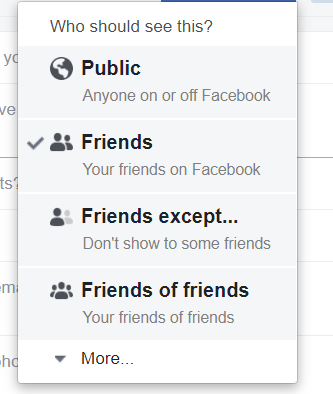 Who should see this?
Public
Anyone on or off Facebook
Friends
Your friends on Facebook
Friends except...
Don't show to some friends
Friends of friends
Your friends of friends
More...